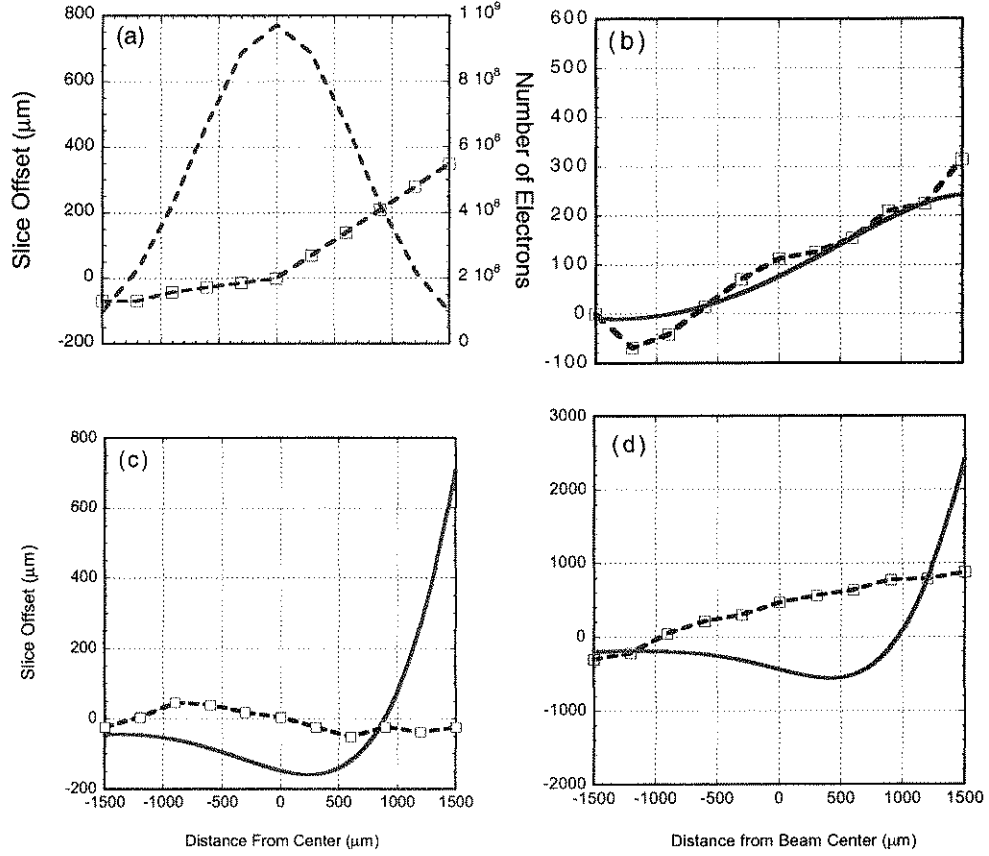 (a)
Slice Offset (μm)
800
600
400
200
0
-200
1 10⁹
8 10⁸
6 10⁸
4 10⁸
2 10⁸
0
Number of Electrons
(b)
600
500
400
300
200
100
0
-100
(c)
Slice Offset (μm)
800
600
400
200
0
-200
-1500 -1000 -500 0 500 1000 1500
Distance From Center (μm)
(d)
3000
2000
1000
0
-1000
-2000
-1500 -1000 -500 0 500 1000 1500
Distance from Beam Center (μm)